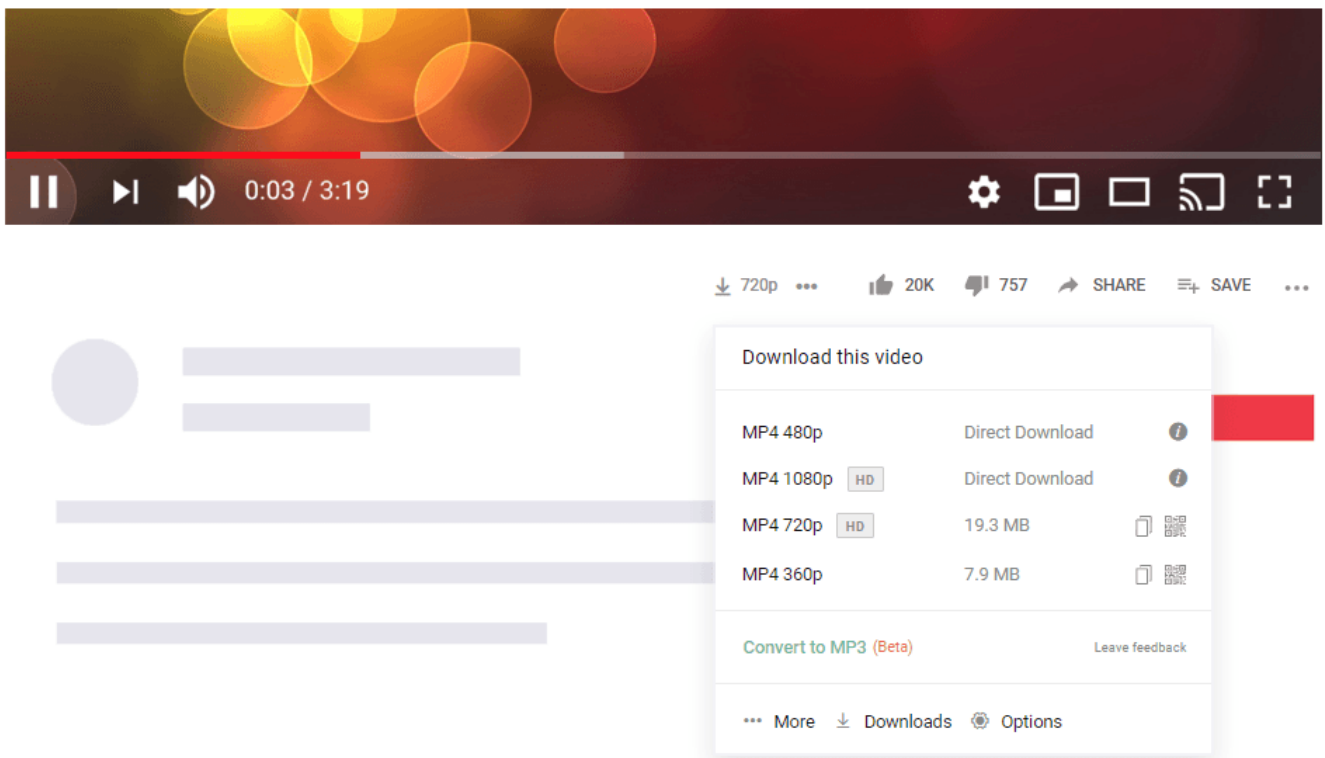 0:03 / 3:19
720p ••• 20K 757 SHARE SAVE •••
Download this video
MP4 480p Direct Download i
MP4 1080p HD Direct Download i
MP4 720p HD 19.3 MB
MP4 360p 7.9 MB
Convert to MP3 (Beta) Leave feedback
••• More Downloads Options